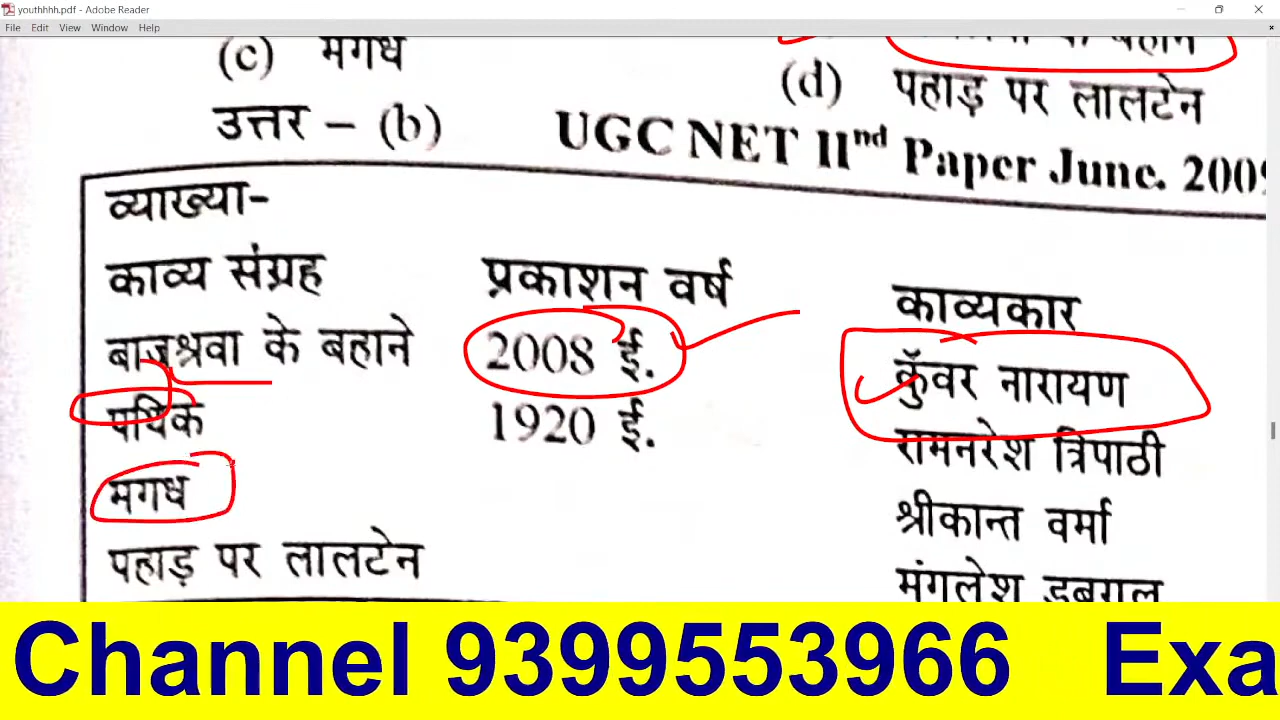 youthhhh.pdf - Adobe Reader
File Edit View Window Help
(c) मगध के बहाने
(d) पहाड़ पर लालटेन
उत्तर – (b) UGC NET IInd Paper June. 2009
व्याख्या-
काव्य संग्रह प्रकाशन वर्ष काव्यकार
बाजश्रवा के बहाने 2008 ई. कुँवर नारायण
पथिक 1920 ई. रामनरेश त्रिपाठी
मगध श्रीकान्त वर्मा
पहाड़ पर लालटेन मंगलेश डबराल
Channel 9399553966 Exa